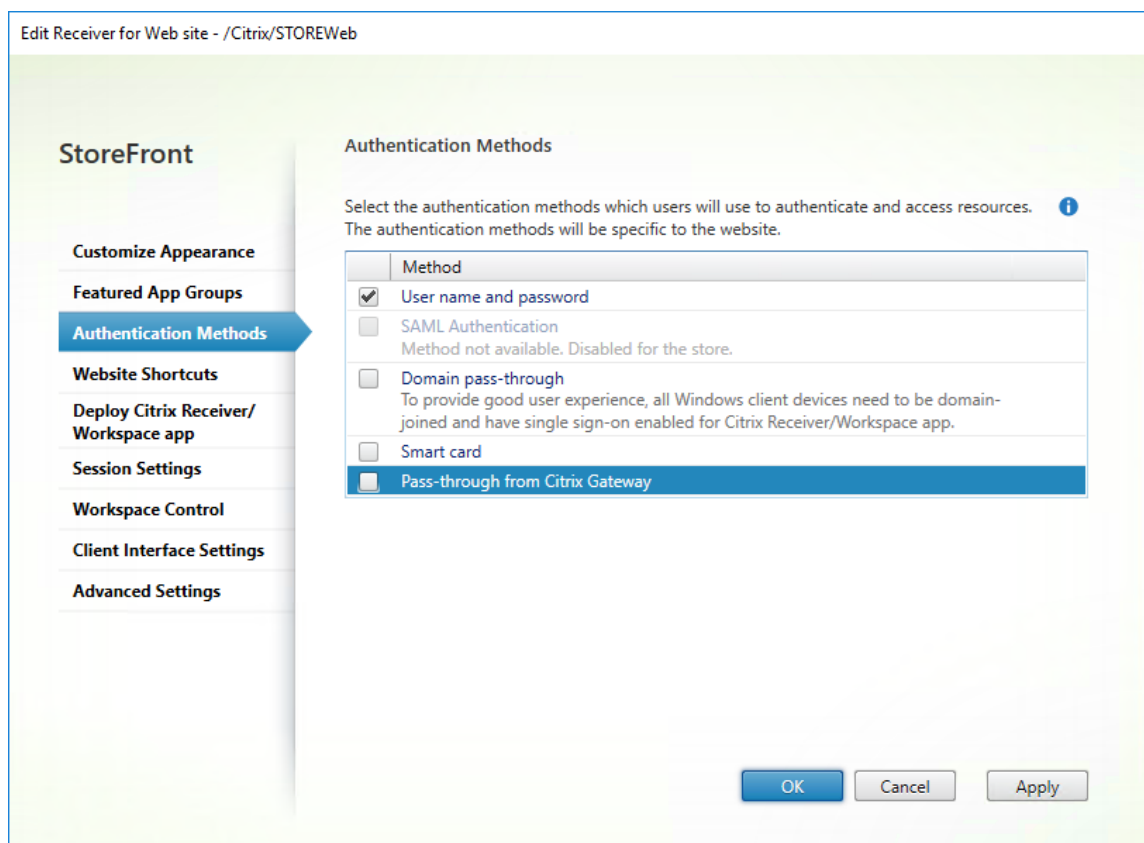 Edit Receiver for Web site - /Citrix/STOREWeb
StoreFront
Customize Appearance
Featured App Groups
Authentication Methods
Website Shortcuts
Deploy Citrix Receiver/
Workspace app
Session Settings
Workspace Control
Client Interface Settings
Advanced Settings
Authentication Methods
Select the authentication methods which users will use to authenticate and access resources.
The authentication methods will be specific to the website.
Method
User name and password
SAML Authentication
Method not available. Disabled for the store.
Domain pass-through
To provide good user experience, all Windows client devices need to be domain-
joined and have single sign-on enabled for Citrix Receiver/Workspace app.
Smart card
Pass-through from Citrix Gateway
OK
Cancel
Apply